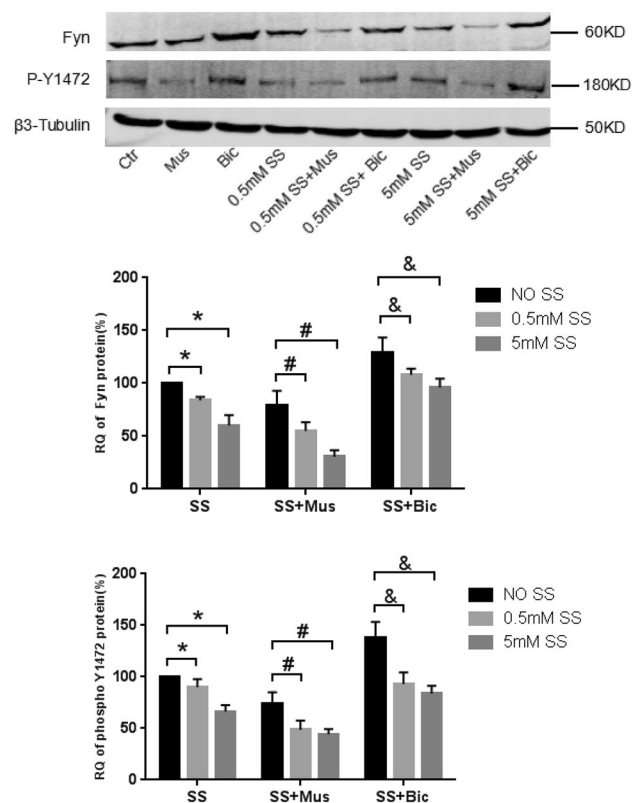 Fyn
60KD
P-Y1472
180KD
β3-Tubulin
50KD
Ctr
Mus
Bic
0.5mM SS
0.5mM SS+Mus
0.5mM SS+ Bic
5mM SS
5mM SS+Mus
5mM SS+Bic
RQ of Fyn protein(%)
200
150
100
50
0
*
*
#
#
&
&
SS
SS+Mus
SS+Bic
NO SS
0.5mM SS
5mM SS
RQ of phospho Y1472 protein(%)
200
150
100
50
0
*
*
#
#
&
&
SS
SS+Mus
SS+Bic
NO SS
0.5mM SS
5mM SS